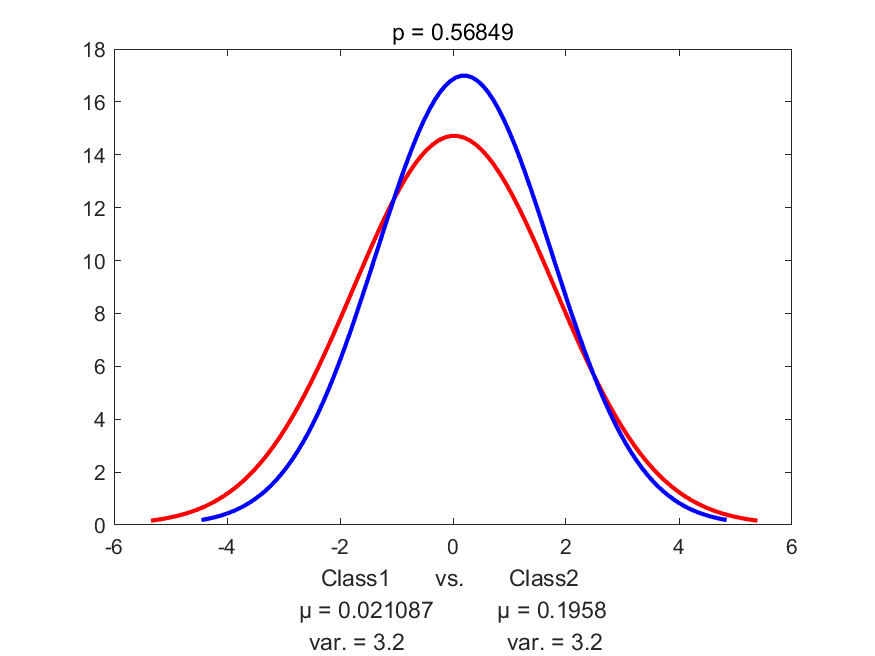 p = 0.56849
18
16
14
12
10
8
6
4
2
0
-6 -4 -2 0 2 4 6
Class1 vs. Class2
μ = 0.021087 μ = 0.1958
var. = 3.2 var. = 3.2